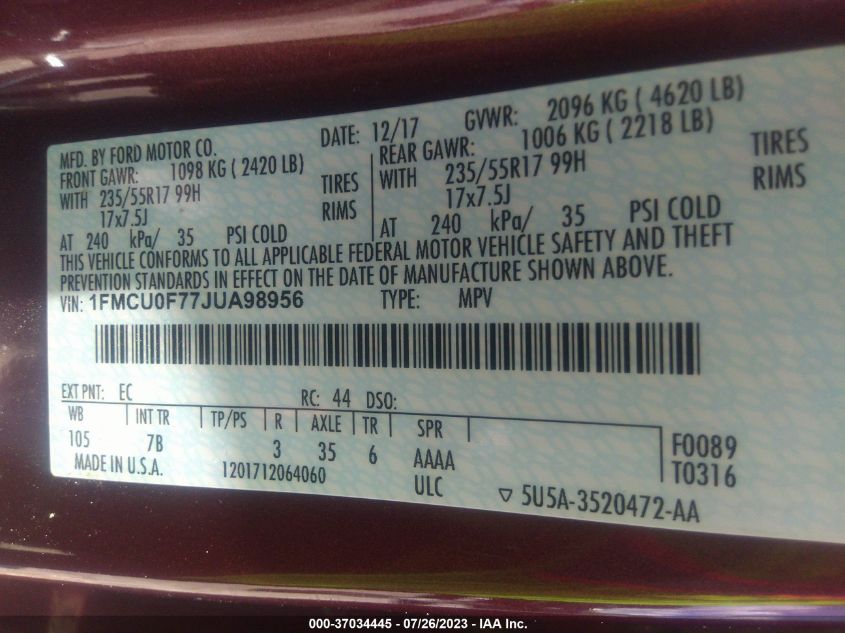 MFD. BY FORD MOTOR CO. DATE: 12/17 GVWR: 2096 KG ( 4620 LB)
FRONT GAWR: 1098 KG ( 2420 LB) REAR GAWR: 1006 KG ( 2218 LB)
WITH 235/55R17 99H TIRES WITH 235/55R17 99H TIRES
17x7.5J RIMS 17x7.5J RIMS
AT 240 kPa/ 35 PSI COLD AT 240 kPa/ 35 PSI COLD
THIS VEHICLE CONFORMS TO ALL APPLICABLE FEDERAL MOTOR VEHICLE SAFETY AND THEFT
PREVENTION STANDARDS IN EFFECT ON THE DATE OF MANUFACTURE SHOWN ABOVE.
VIN: 1FMCU0F77JUA98956 TYPE: MPV
EXT PNT: EC RC: 44 DSO:
WB INT TR TP/PS R AXLE TR SPR
105 7B 3 35 6 AAAA F0089
MADE IN U.S.A. 1201712064060 ULC T0316
5U5A-3520472-AA
000-37034445 - 07/26/2023 - IAA Inc.